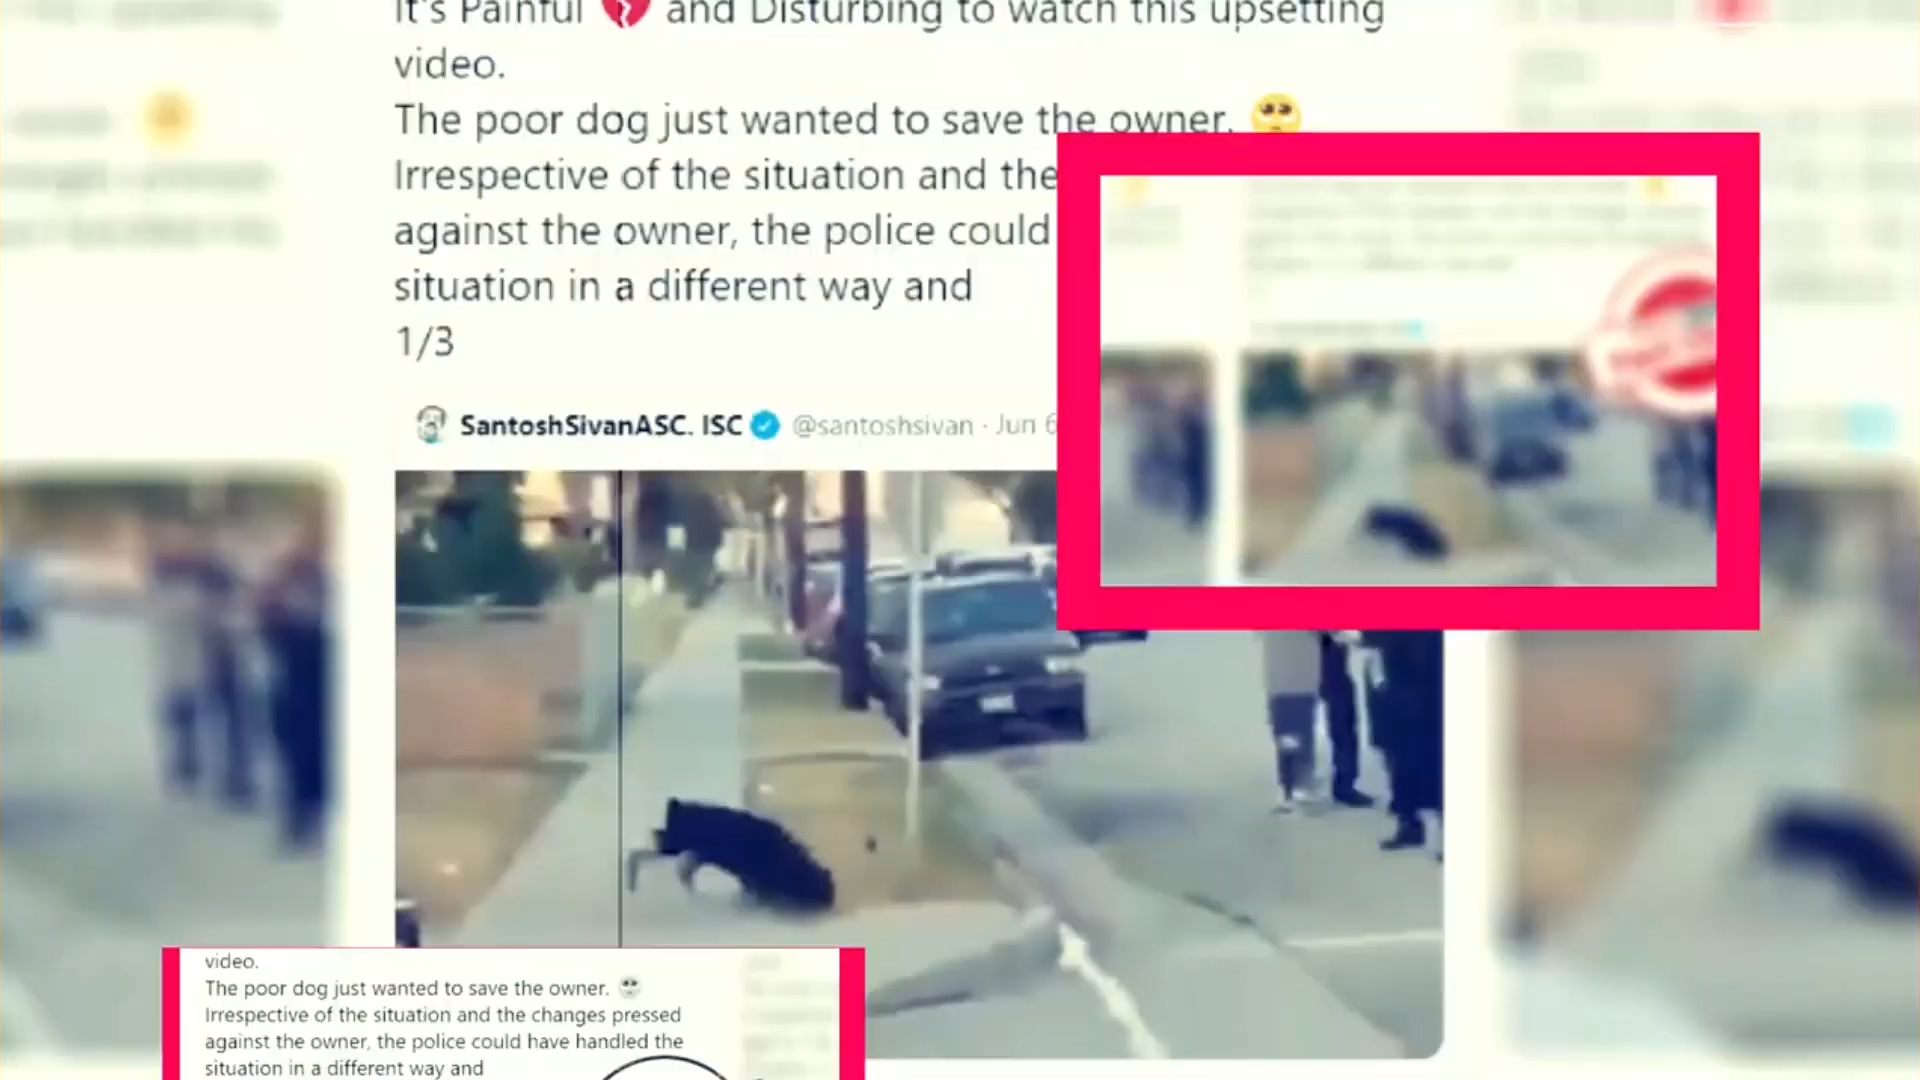 It's Painful 💔 and Disturbing to watch this upsetting
video.
The poor dog just wanted to save the owner. 🥺
Irrespective of the situation and the
against the owner, the police could
situation in a different way and
1/3
SantoshSivanASC. ISC @santoshsivan · Jun 6
video.
The poor dog just wanted to save the owner. 🥺
Irrespective of the situation and the changes pressed
against the owner, the police could have handled the
situation in a different way and